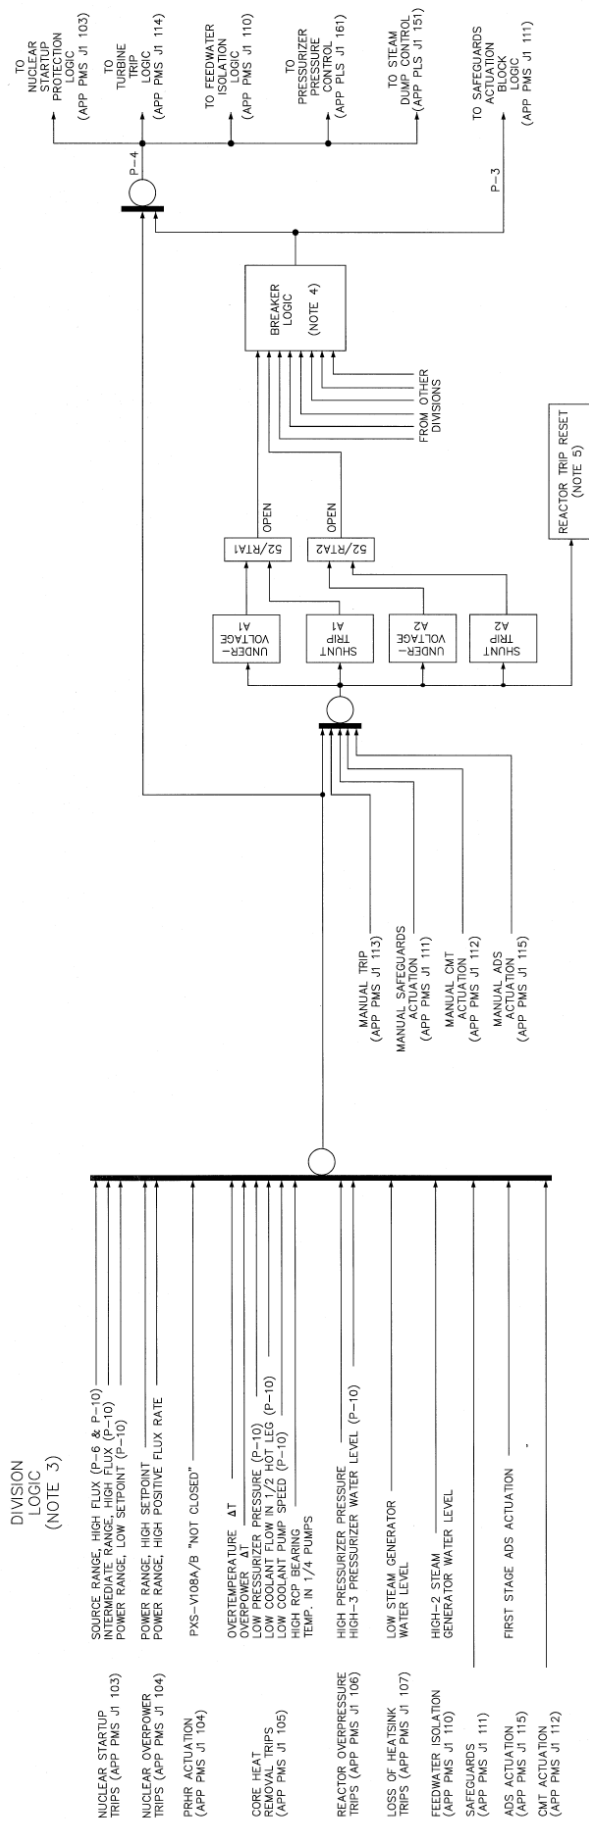 DIVISION
LOGIC
(NOTE 3)
NUCLEAR STARTUP
TRIPS (APP PMS J1 103)
SOURCE RANGE, HIGH FLUX (P-6 & P-10)
INTERMEDIATE RANGE, HIGH FLUX (P-10)
POWER RANGE, LOW SETPOINT (P-10)
NUCLEAR OVERPOWER
TRIPS (APP PMS J1 104)
POWER RANGE, HIGH SETPOINT
POWER RANGE, HIGH POSITIVE FLUX RATE
PRHR ACTUATION
(APP PMS J1 104)
PXS-V108A/B "NOT CLOSED"
CORE HEAT
REMOVAL TRIPS
(APP PMS J1 105)
OVERTEMPERATURE ΔT
OVERPOWER ΔT
LOW PRESSURIZER PRESSURE (P-10)
LOW COOLANT FLOW IN 1/2 HOT LEG (P-10)
LOW COOLANT PUMP SPEED (P-10)
HIGH RCP BEARING
TEMP. IN 1/4 PUMPS
REACTOR OVERPRESSURE
TRIPS (APP PMS J1 106)
HIGH PRESSURIZER PRESSURE
HIGH-3 PRESSURIZER WATER LEVEL (P-10)
LOSS OF HEATSINK
TRIPS (APP PMS J1 107)
LOW STEAM GENERATOR
WATER LEVEL
FEEDWATER ISOLATION
(APP PMS J1 110)
HIGH-2 STEAM
GENERATOR WATER LEVEL
SAFEGUARDS
(APP PMS J1 111)
ADS ACTUATION
(APP PMS J1 115)
FIRST STAGE ADS ACTUATION
CMT ACTUATION
(APP PMS J1 112)
MANUAL TRIP
(APP PMS J1 113)
MANUAL SAFEGUARDS
ACTUATION
(APP PMS J1 111)
MANUAL CMT
ACTUATION
(APP PMS J1 112)
MANUAL ADS
ACTUATION
(APP PMS J1 115)
UNDER-
VOLTAGE
A1
SHUNT
TRIP
A1
UNDER-
VOLTAGE
A2
SHUNT
TRIP
A2
52/RTA1
52/RTA2
OPEN
OPEN
REACTOR TRIP RESET
(NOTE 5)
FROM OTHER
DIVISIONS
BREAKER
LOGIC
(NOTE 4)
P-4
P-3
TO
NUCLEAR
STARTUP
PROTECTION
LOGIC
(APP PMS J1 103)
TO
TURBINE
TRIP
LOGIC
(APP PMS J1 114)
TO FEEDWATER
ISOLATION
LOGIC
(APP PMS J1 110)
TO
PRESSURIZER
PRESSURE
CONTROL
(APP PLS J1 161)
TO STEAM
DUMP CONTROL
(APP PLS J1 151)
TO SAFEGUARDS
ACTUATION
BLOCK
LOGIC
(APP PMS J1 111)